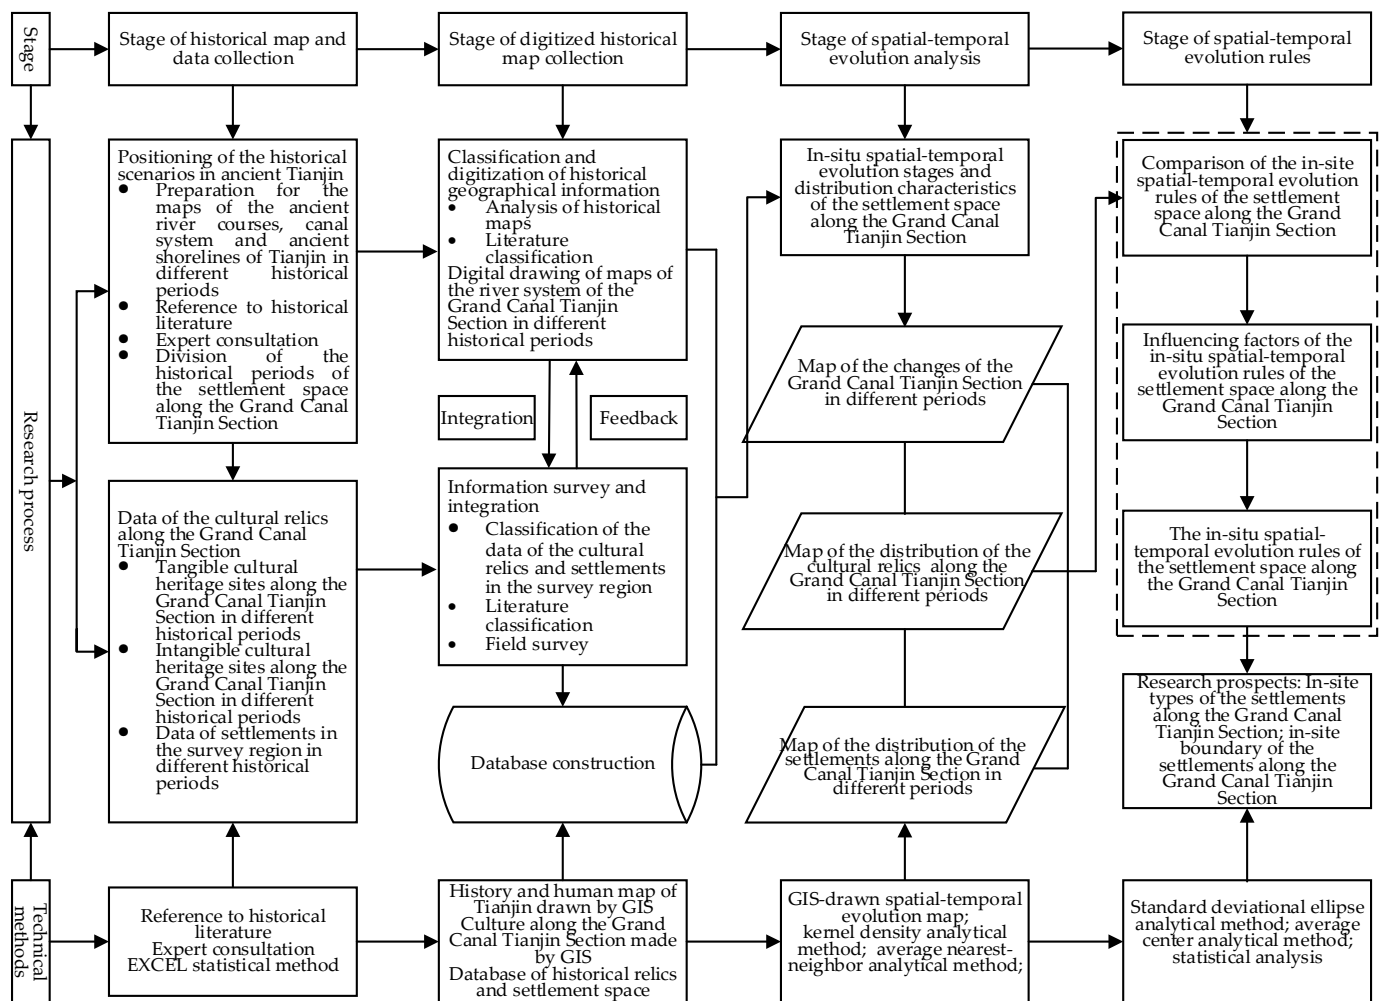 Stage
Stage of historical map and
data collection
Stage of digitized historical
map collection
Stage of spatial-temporal
evolution analysis
Stage of spatial-temporal
evolution rules
Research process
Positioning of the historical
scenarios in ancient Tianjin
● Preparation for the
maps of the ancient
river courses, canal
system and ancient
shorelines of Tianjin in
different historical
periods
● Reference to historical
literature
● Expert consultation
● Division of the
historical periods of
the settlement space
along the Grand Canal
Tianjin Section
Data of the cultural relics
along the Grand Canal
Tianjin Section
● Tangible cultural
heritage sites along the
Grand Canal Tianjin
Section in different
historical periods
● Intangible cultural
heritage sites along the
Grand Canal Tianjin
Section in different
historical periods
● Data of settlements in
the survey region in
different historical
periods
Classification and
digitization of historical
geographical information
● Analysis of historical
maps
● Literature
classification
Digital drawing of maps of
the river system of the
Grand Canal Tianjin
Section in different
historical periods
Integration
Feedback
Information survey and
integration
● Classification of the
data of the cultural
relics and settlements
in the survey region
● Literature
classification
● Field survey
Database construction
In-situ spatial-temporal
evolution stages and
distribution characteristics
of the settlement space
along the Grand Canal
Tianjin Section
Map of the changes of the
Grand Canal Tianjin Section
in different periods
Map of the distribution of the
cultural relics along the
Grand Canal Tianjin Section
in different periods
Map of the distribution of the
settlements along the Grand
Canal Tianjin Section in
different periods
Comparison of the in-site
spatial-temporal evolution
rules of the settlement
space along the Grand
Canal Tianjin Section
Influencing factors of the
in-situ spatial-temporal
evolution rules of the
settlement space along the
Grand Canal Tianjin
Section
The in-situ spatial-
temporal evolution rules of
the settlement space along
the Grand Canal Tianjin
Section
Research prospects: In-site
types of the settlements
along the Grand Canal
Tianjin Section; in-site
boundary of the
settlements along the
Grand Canal Tianjin
Section
Technical
methods
Reference to historical
literature
Expert consultation
EXCEL statistical method
History and human map of
Tianjin drawn by GIS
Culture along the Grand
Canal Tianjin Section made
by GIS
Database of historical relics
and settlement space
GIS-drawn spatial-temporal
evolution map;
kernel density analytical
method; average nearest-
neighbor analytical method;
Standard deviational ellipse
analytical method; average
center analytical method;
statistical analysis